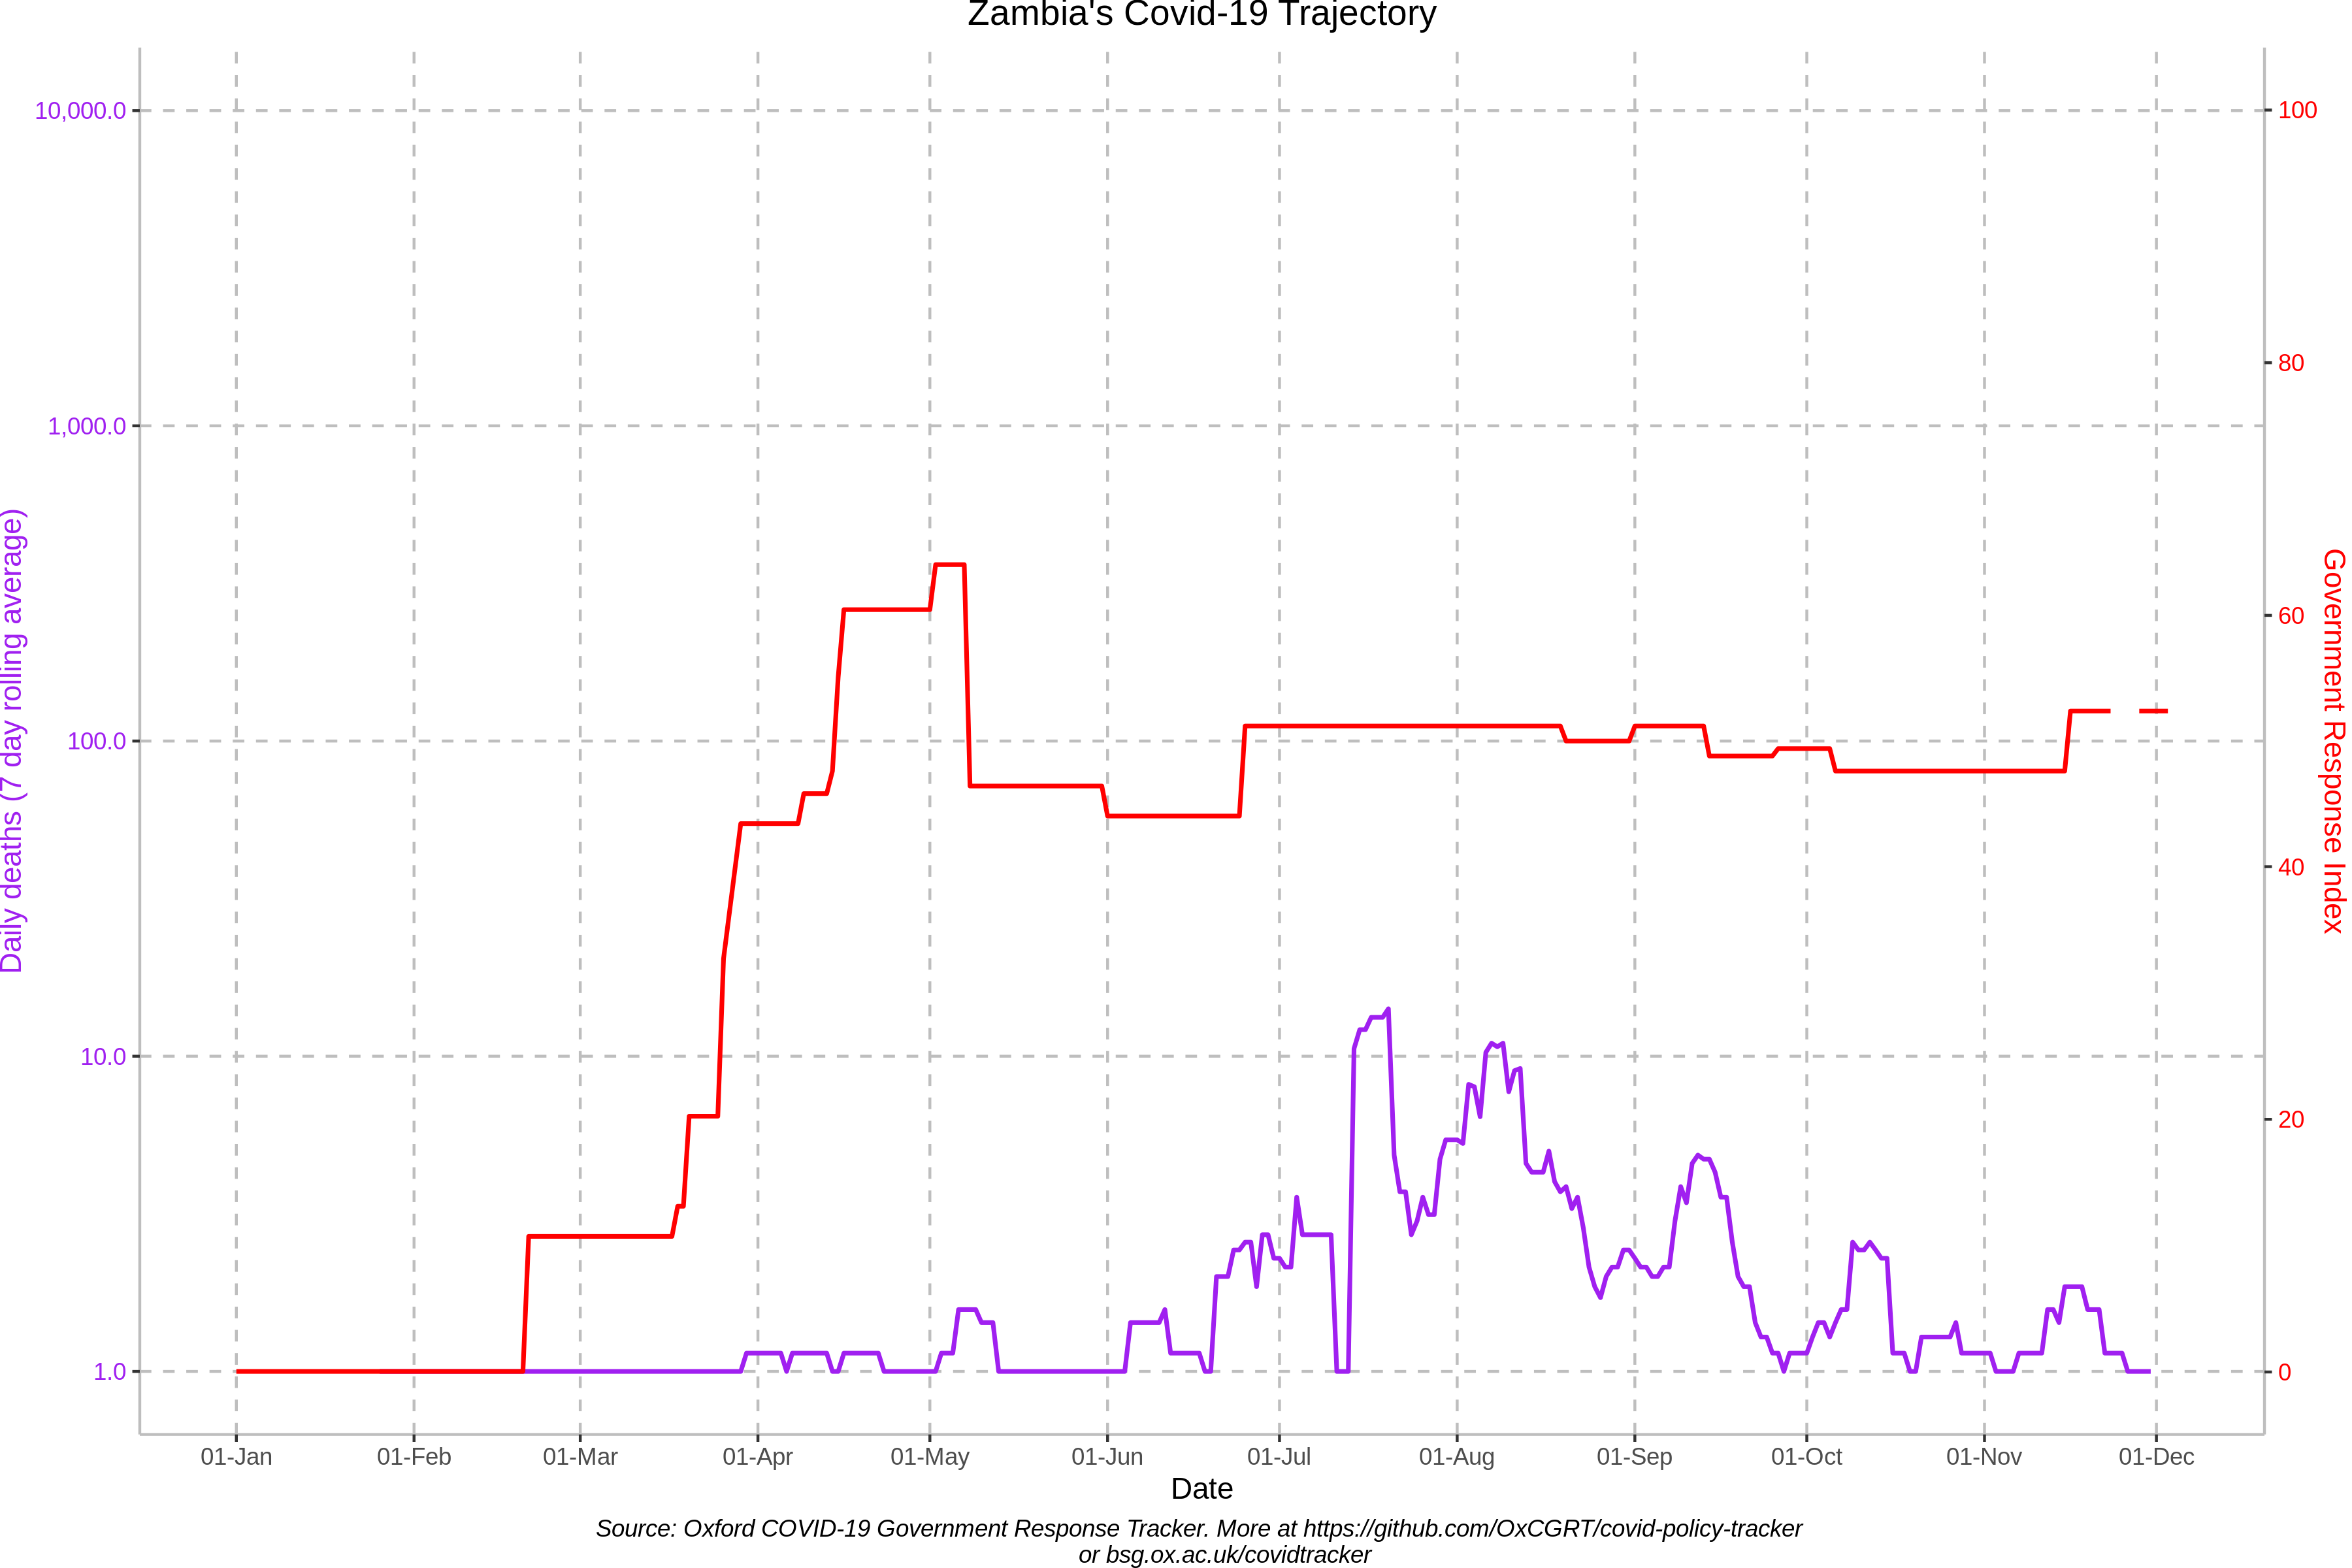 Zambia's Covid-19 Trajectory
10,000.0
1,000.0
100.0
10.0
1.0
Daily deaths (7 day rolling average)
100
80
60
40
20
0
Government Response Index
01-Jan 01-Feb 01-Mar 01-Apr 01-May 01-Jun 01-Jul 01-Aug 01-Sep 01-Oct 01-Nov 01-Dec
Date
Source: Oxford COVID-19 Government Response Tracker. More at https://github.com/OxCGRT/covid-policy-tracker
or bsg.ox.ac.uk/covidtracker